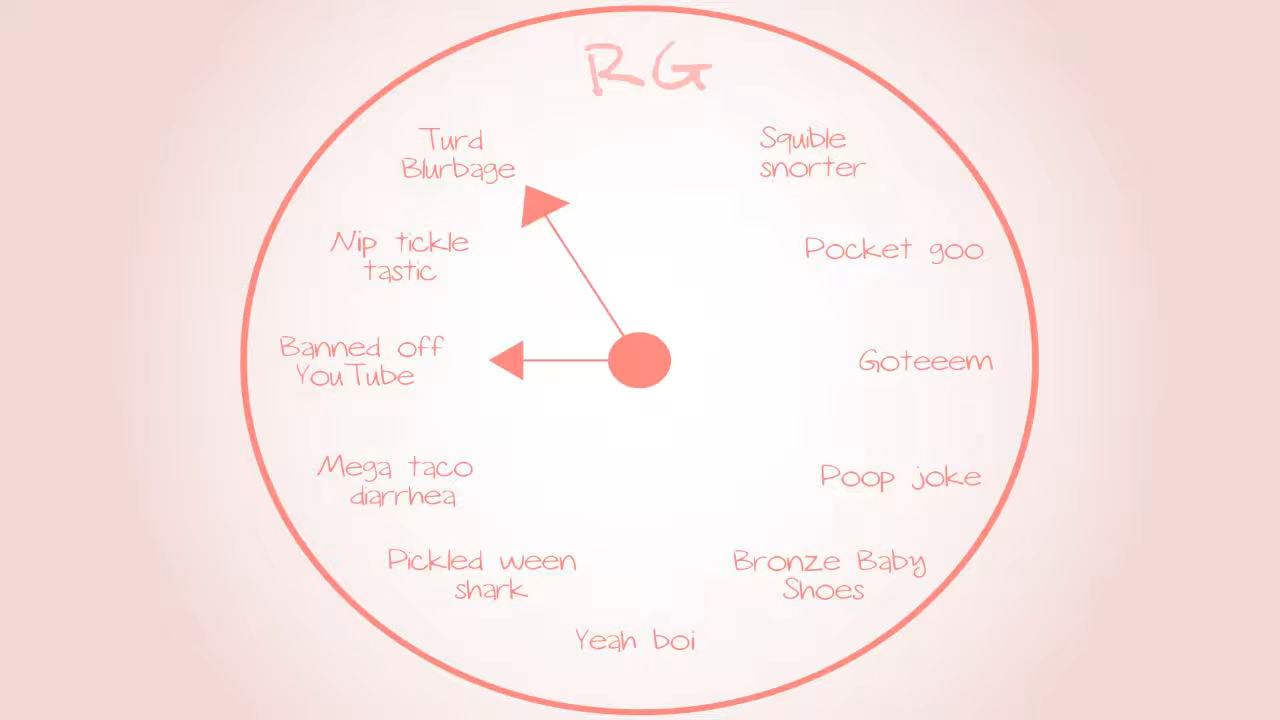 RG
Turd
Blurbage
Squible
snorter
Nip tickle
tastic
Pocket goo
Banned off
YouTube
Goteeem
Mega taco
diarrhea
Poop joke
Pickled ween
shark
Bronze Baby
Shoes
Yeah boi